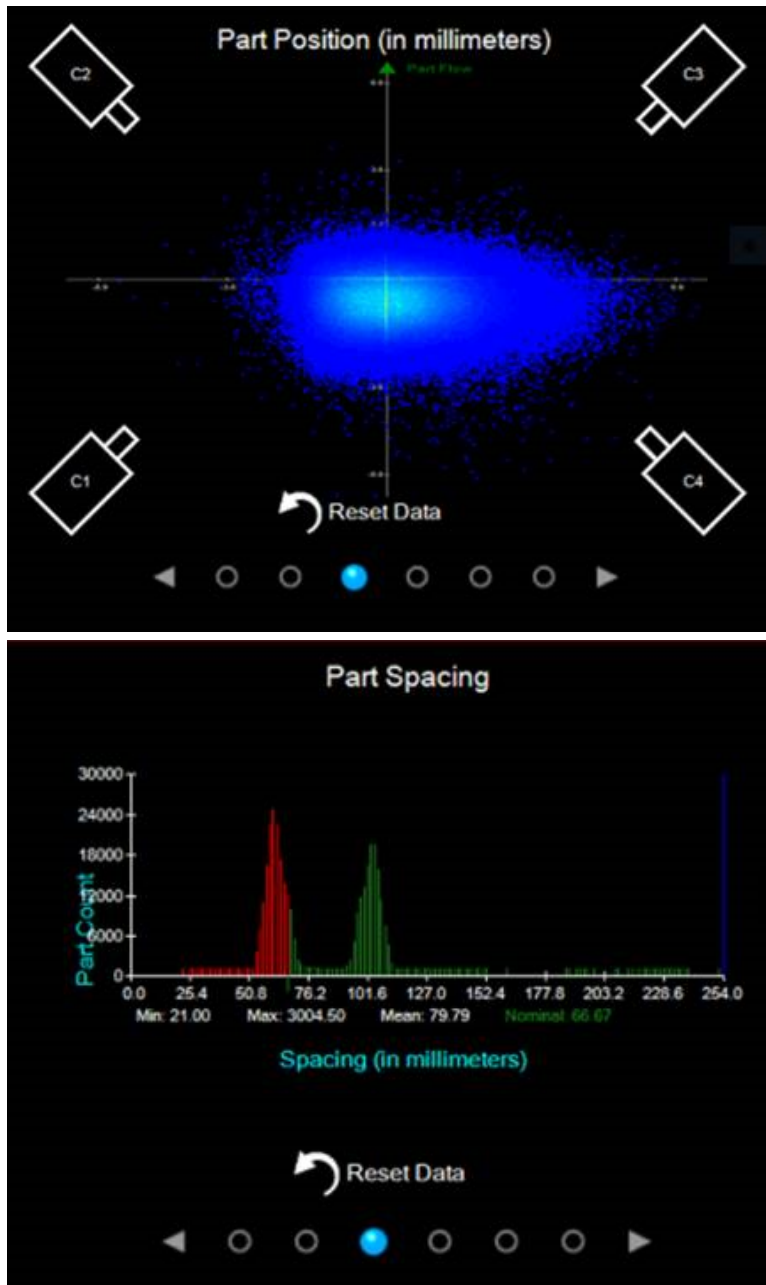 Part Position (in millimeters)
C2
C3
Part Flow
C1
C4
Reset Data
Part Spacing
30000
24000
18000
12000
6000
0
Part Count
0.0 25.4 50.8 76.2 101.6 127.0 152.4 177.8 203.2 228.6 254.0
Min: 21.00 Max: 3004.50 Mean: 79.79 Nominal: 66.67
Spacing (in millimeters)
Reset Data